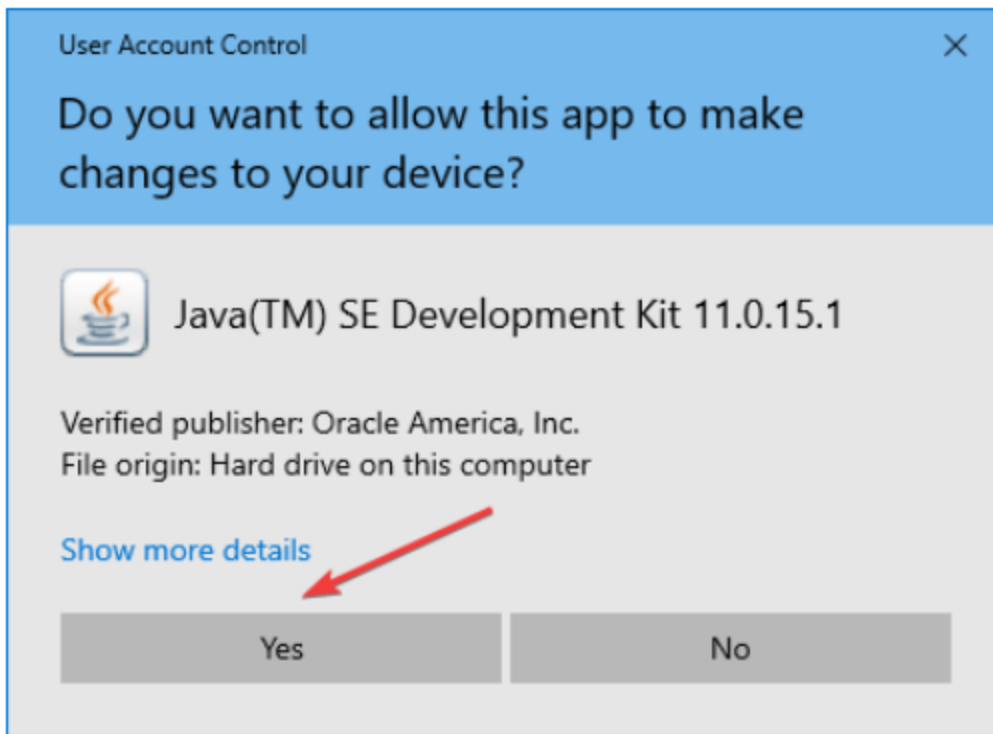 User Account Control
Do you want to allow this app to make
changes to your device?
Java(TM) SE Development Kit 11.0.15.1
Verified publisher: Oracle America, Inc.
File origin: Hard drive on this computer
Show more details
Yes
No